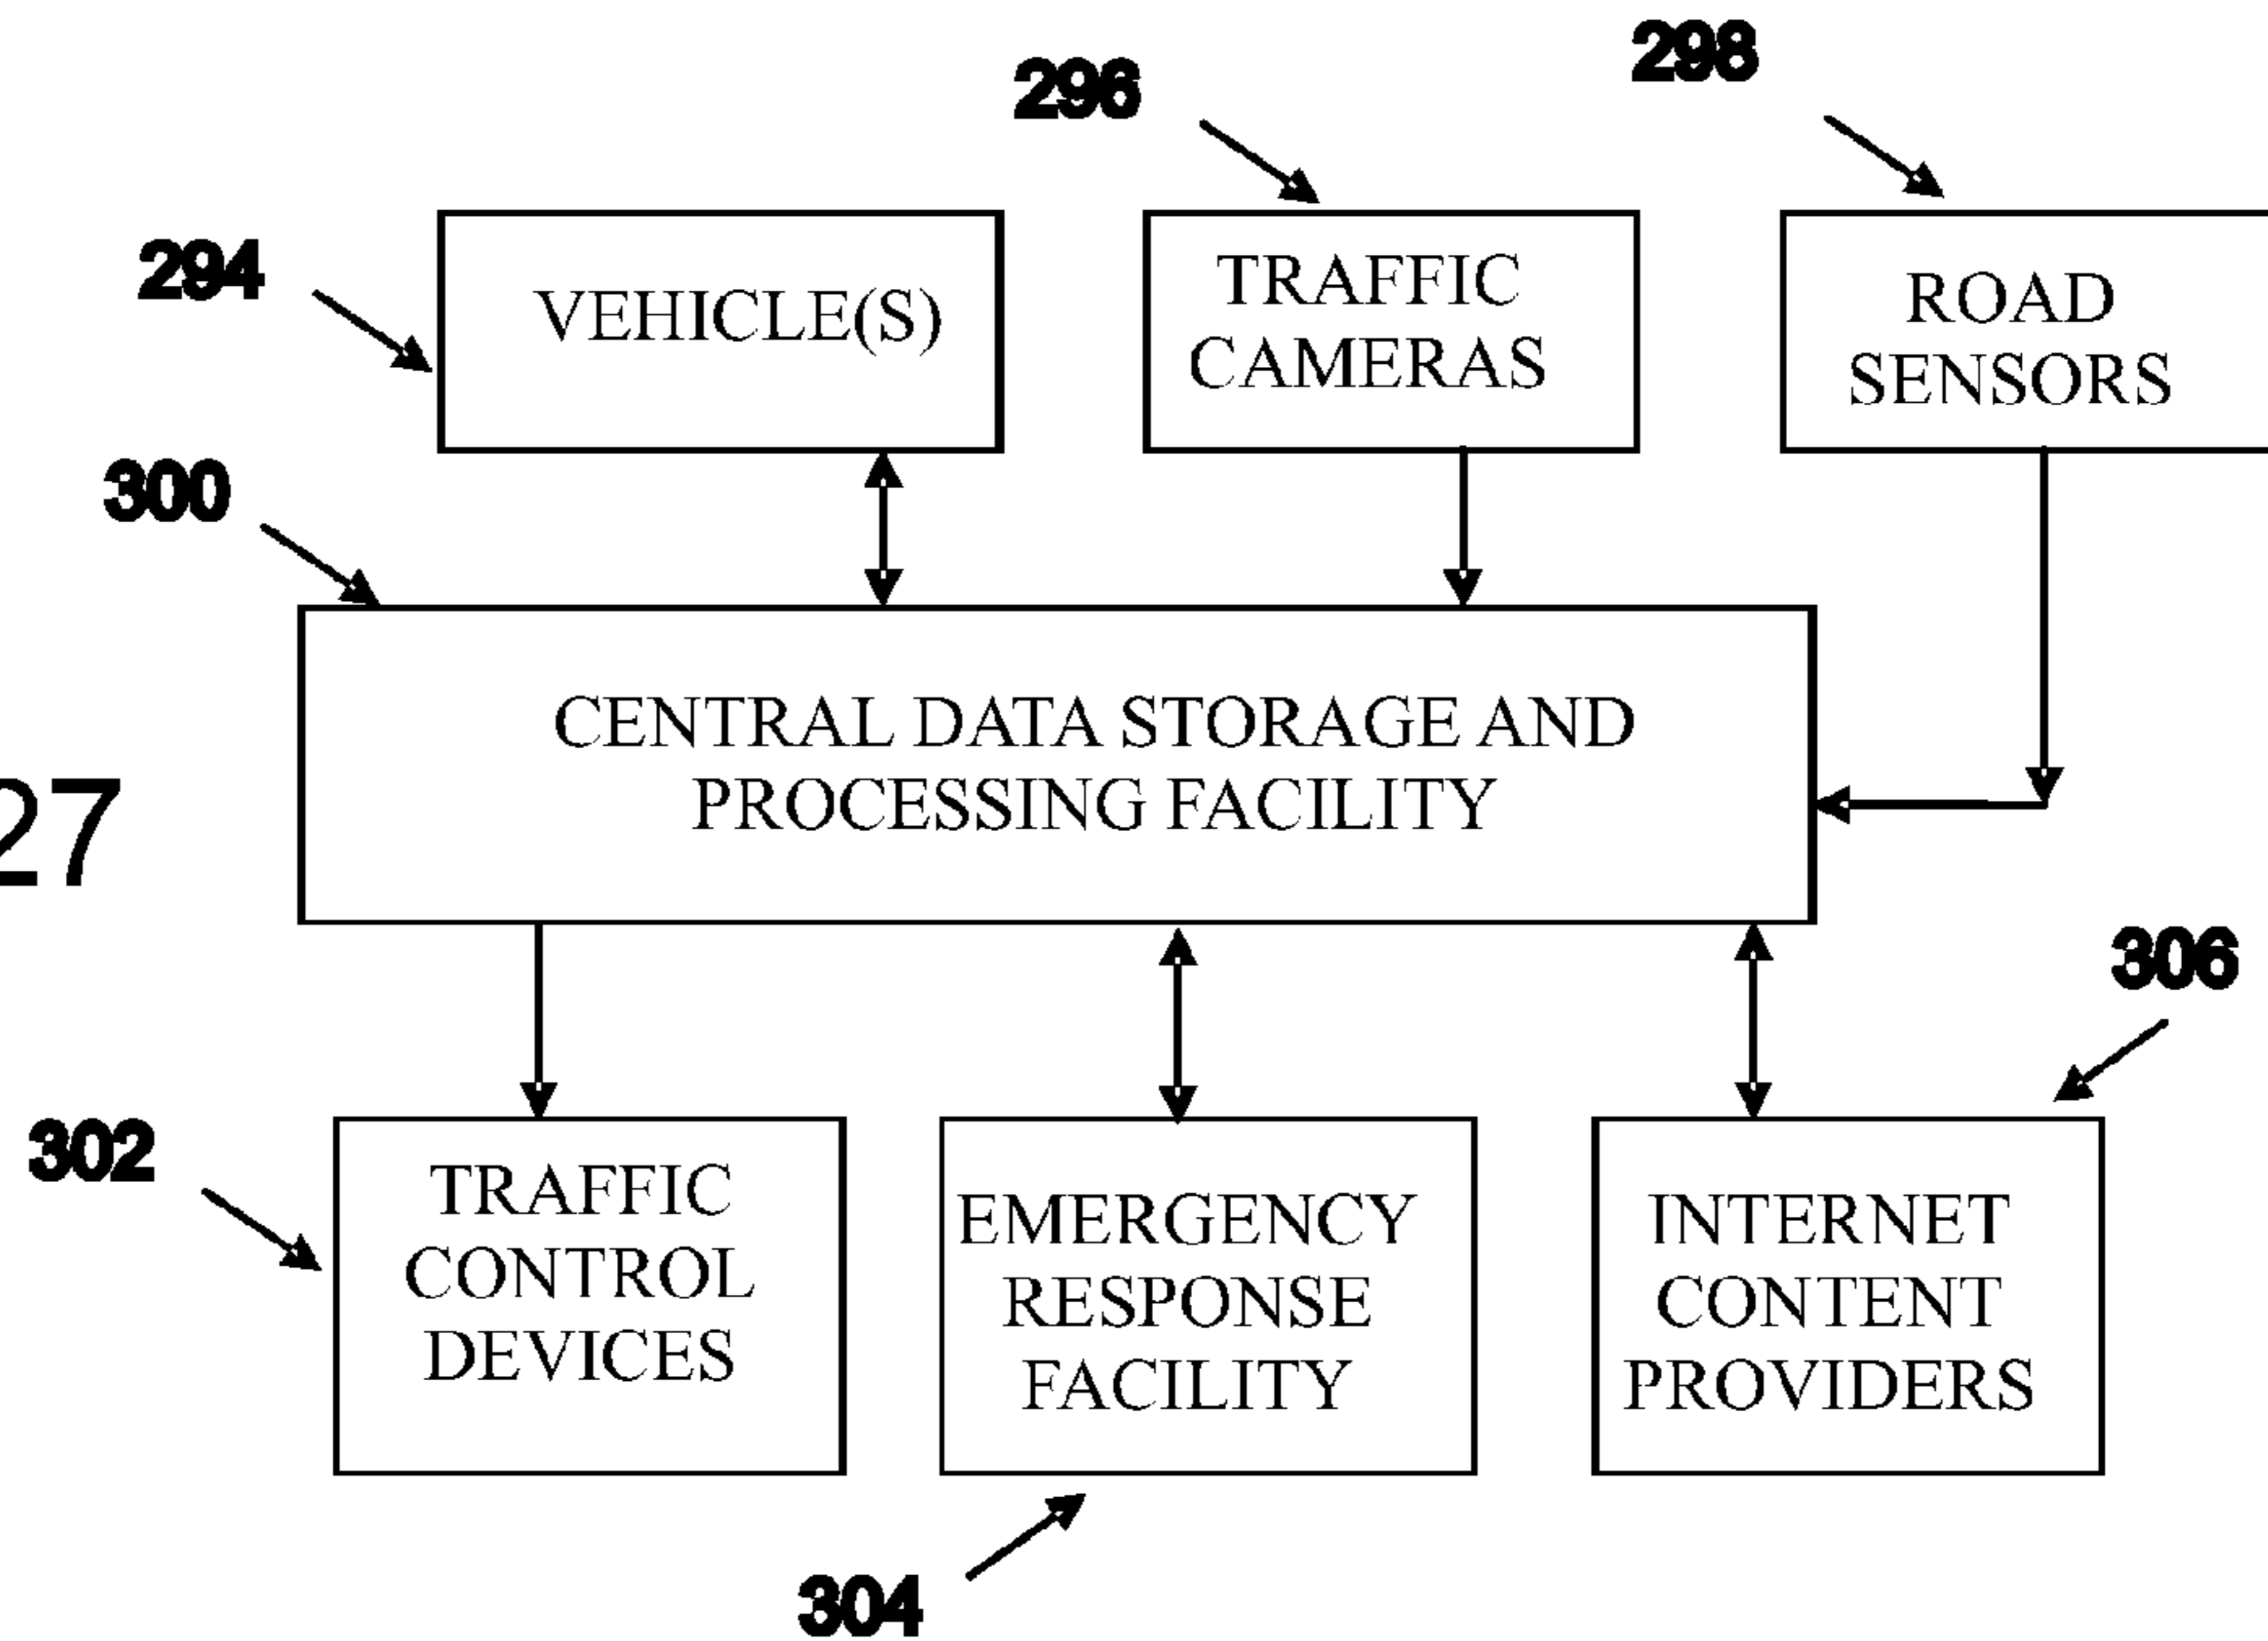 298
296
294
VEHICLE(S)
TRAFFIC
CAMERAS
ROAD
SENSORS
300
CENTRAL DATA STORAGE AND
PROCESSING FACILITY
27
306
302
TRAFFIC
CONTROL
DEVICES
EMERGENCY
RESPONSE
FACILITY
INTERNET
CONTENT
PROVIDERS
304